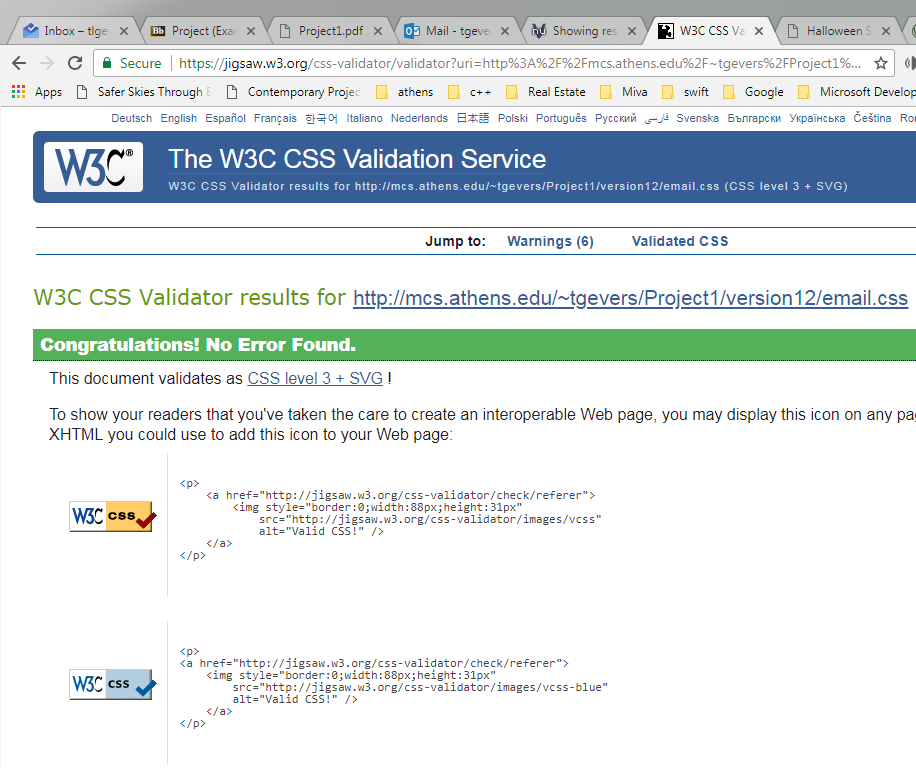 Inbox – tlge
Bb Project (Exa
Project1.pdf
Mail - tgeve
Showing res
W3C CSS Va
Halloween S
Secure https://jigsaw.w3.org/css-validator/validator?uri=http%3A%2F%2Fmcs.athens.edu%2F~tgevers%2FProject1%...
Apps Safer Skies Through E Contemporary Projec athens c++ Real Estate Miva swift Google Microsoft Develop
Deutsch English Español Français 한국어 Italiano Nederlands 日本語 Polski Português Русский فارسی Svenska Български Українська Čeština Ro
W3C® The W3C CSS Validation Service
W3C CSS Validator results for http://mcs.athens.edu/~tgevers/Project1/version12/email.css (CSS level 3 + SVG)
Jump to: Warnings (6) Validated CSS
W3C CSS Validator results for http://mcs.athens.edu/~tgevers/Project1/version12/email.css
Congratulations! No Error Found.
This document validates as CSS level 3 + SVG !
To show your readers that you've taken the care to create an interoperable Web page, you may display this icon on any pa
XHTML you could use to add this icon to your Web page:
W3C css
<p>
<a href="http://jigsaw.w3.org/css-validator/check/referer">
<img style="border:0;width:88px;height:31px"
src="http://jigsaw.w3.org/css-validator/images/vcss"
alt="Valid CSS!" />
</a>
</p>
W3C css
<p>
<a href="http://jigsaw.w3.org/css-validator/check/referer">
<img style="border:0;width:88px;height:31px"
src="http://jigsaw.w3.org/css-validator/images/vcss-blue"
alt="Valid CSS!" />
</a>
</p>